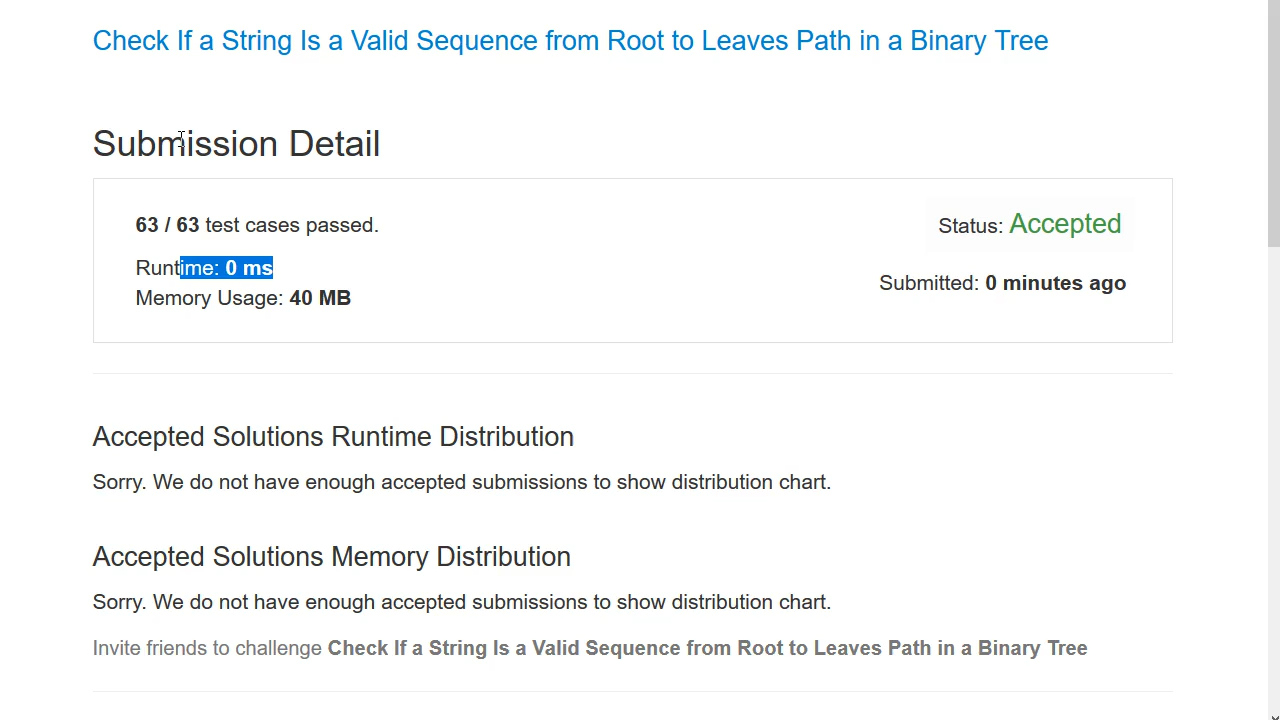 Check If a String Is a Valid Sequence from Root to Leaves Path in a Binary Tree
Submission Detail
63 / 63 test cases passed.
Status: Accepted
Runtime: 0 ms
Submitted: 0 minutes ago
Memory Usage: 40 MB
Accepted Solutions Runtime Distribution
Sorry. We do not have enough accepted submissions to show distribution chart.
Accepted Solutions Memory Distribution
Sorry. We do not have enough accepted submissions to show distribution chart.
Invite friends to challenge Check If a String Is a Valid Sequence from Root to Leaves Path in a Binary Tree